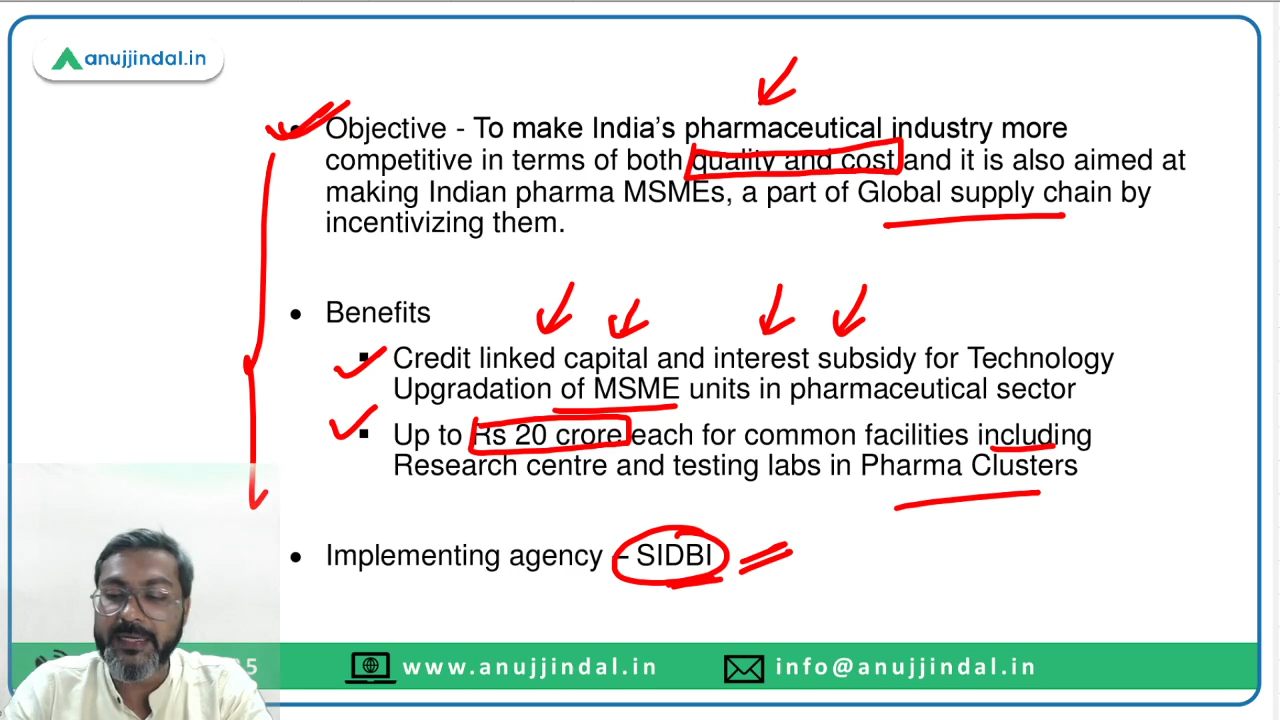 anujjindal.in
• Objective - To make India's pharmaceutical industry more
competitive in terms of both quality and cost and it is also aimed at
making Indian pharma MSMEs, a part of Global supply chain by
incentivizing them.
• Benefits
▪ Credit linked capital and interest subsidy for Technology
Upgradation of MSME units in pharmaceutical sector
▪ Up to Rs 20 crore each for common facilities including
Research centre and testing labs in Pharma Clusters
• Implementing agency – SIDBI
5 www.anujjindal.in info@anujjindal.in